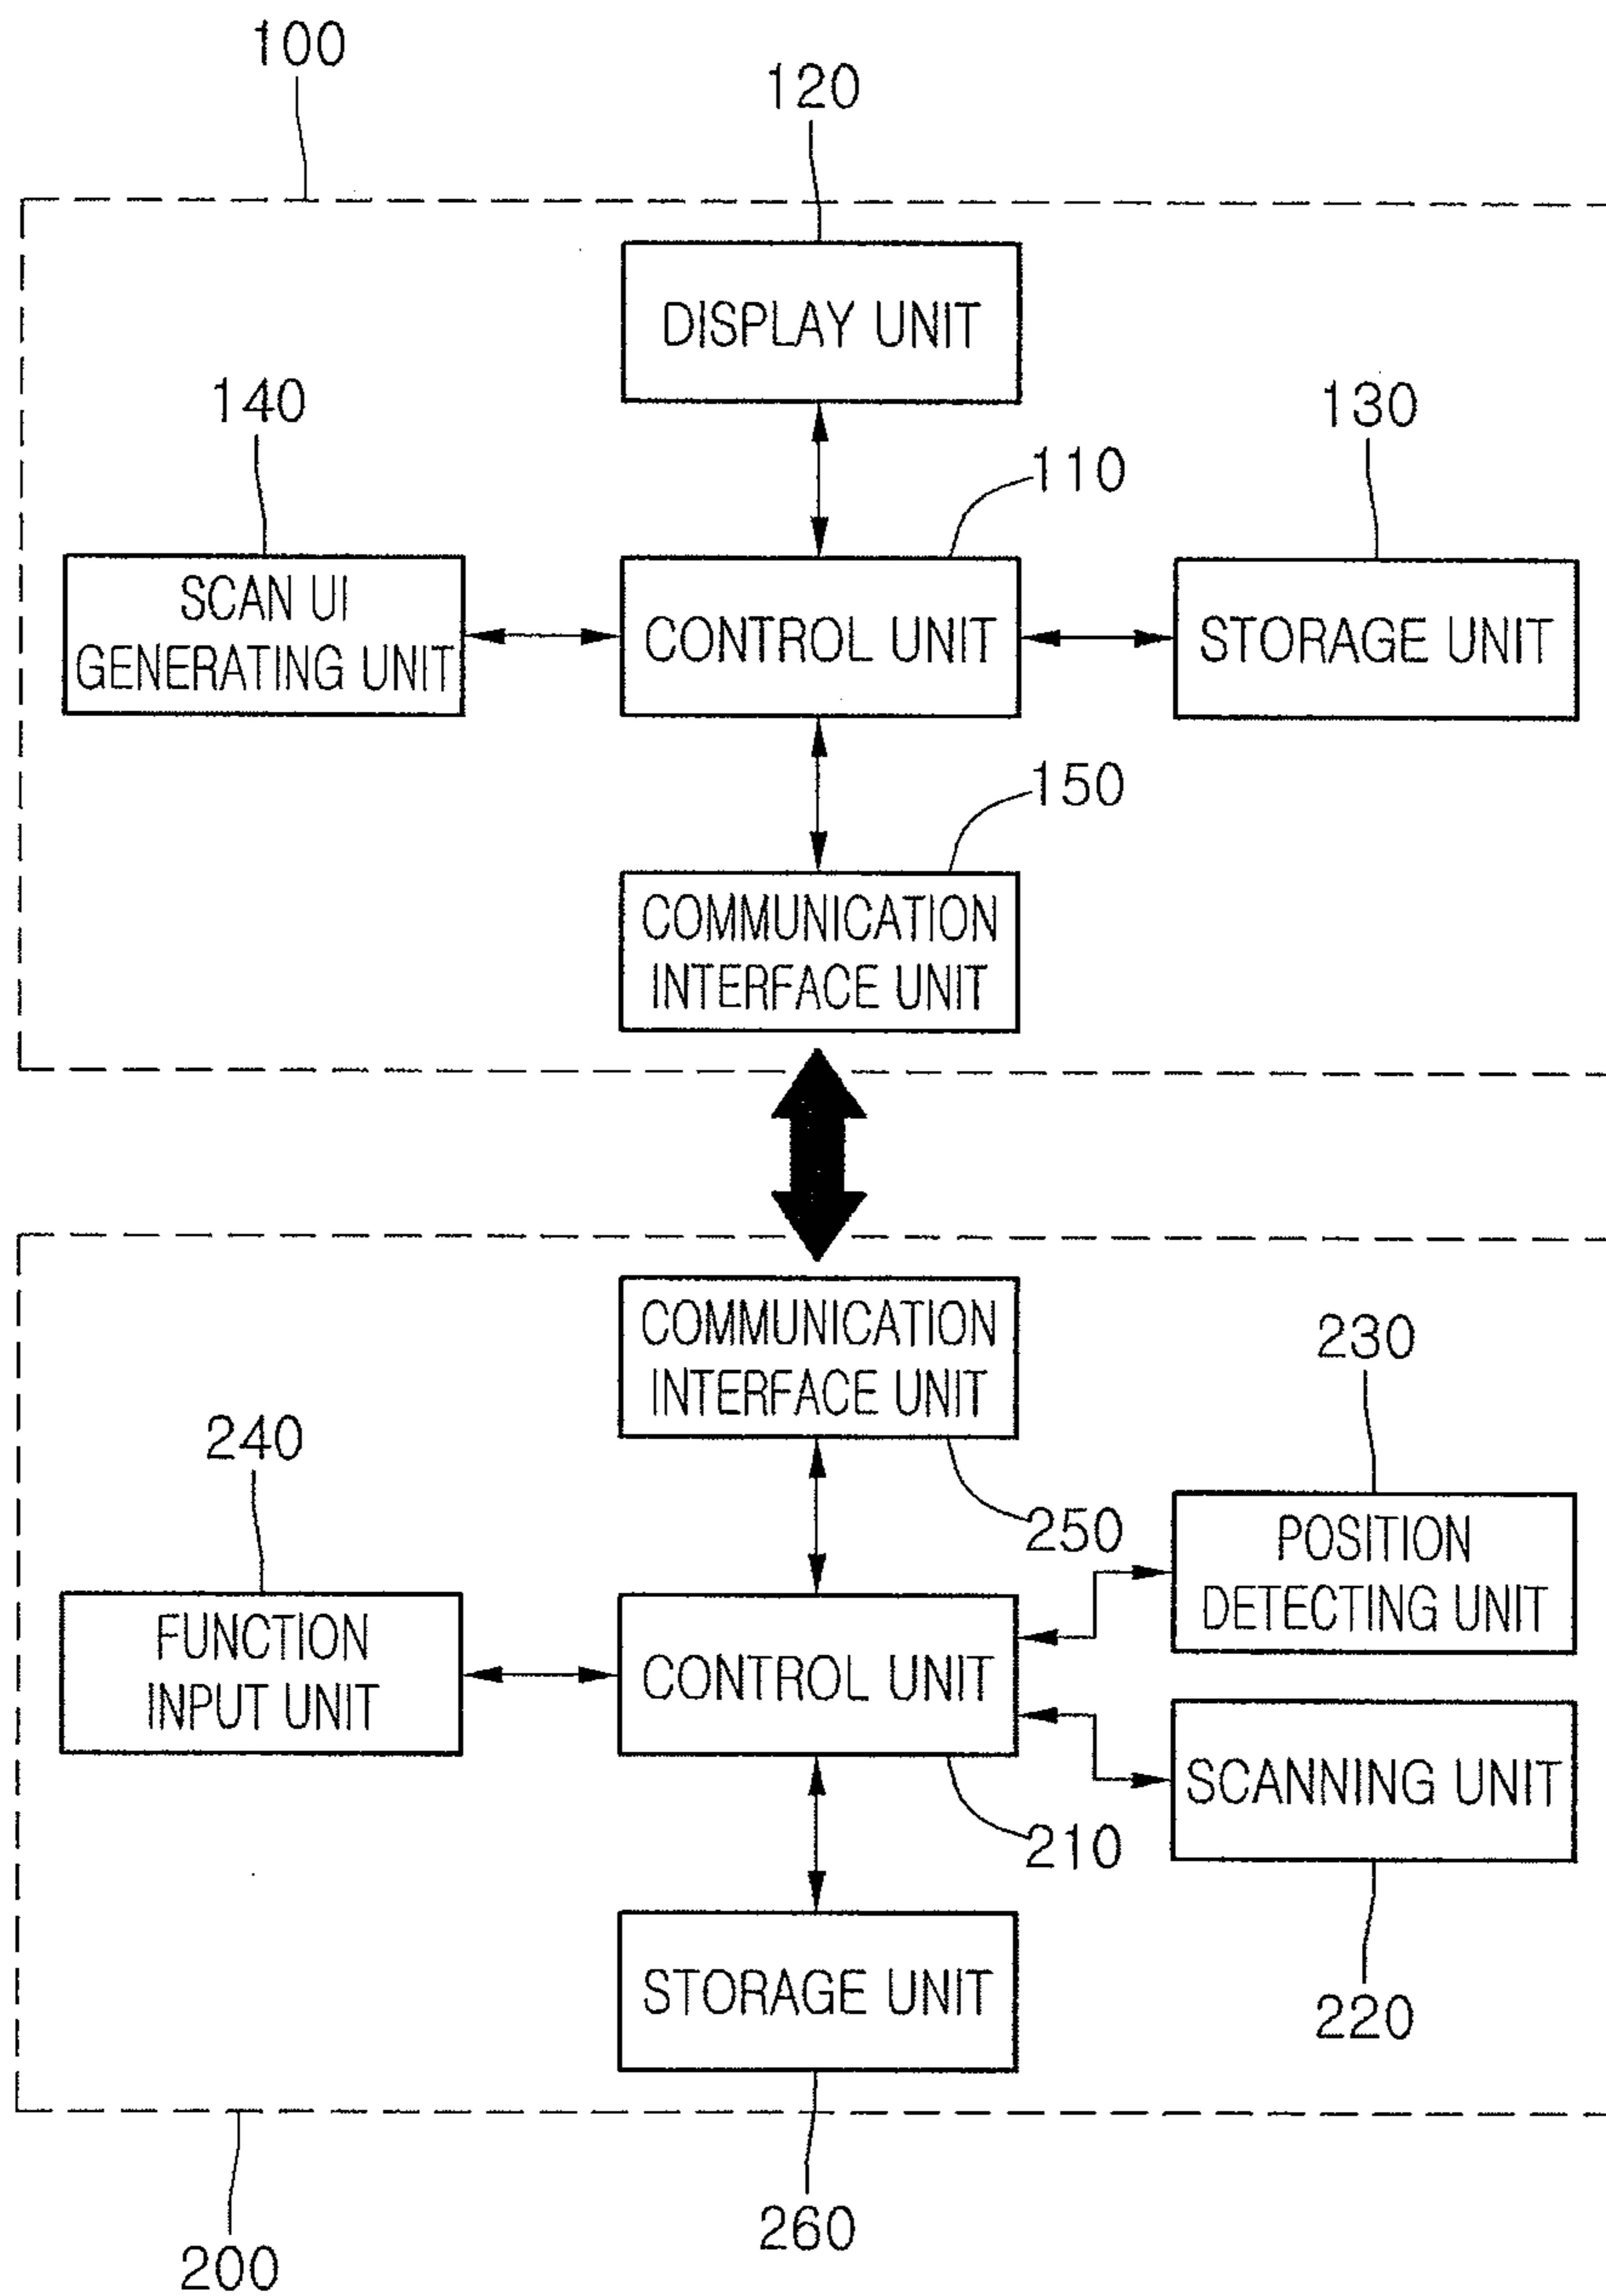 100
120
DISPLAY UNIT
140
130
110
SCAN UI
GENERATING UNIT
CONTROL UNIT
STORAGE UNIT
150
COMMUNICATION
INTERFACE UNIT
COMMUNICATION
INTERFACE UNIT
230
240
250
POSITION
DETECTING UNIT
FUNCTION
INPUT UNIT
CONTROL UNIT
SCANNING UNIT
210
STORAGE UNIT
220
260
200